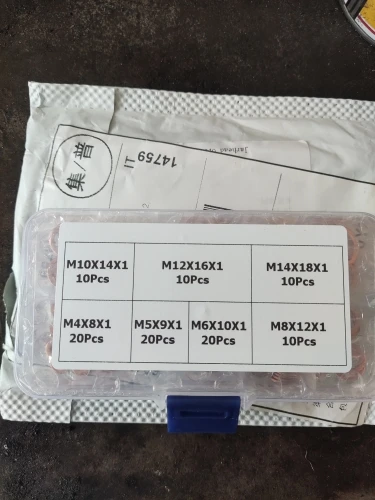 集/普
IT
14759
M10X14X1
10Pcs
M12X16X1
10Pcs
M14X18X1
10Pcs
M4X8X1
20Pcs
M5X9X1
20Pcs
M6X10X1
20Pcs
M8X12X1
10Pcs